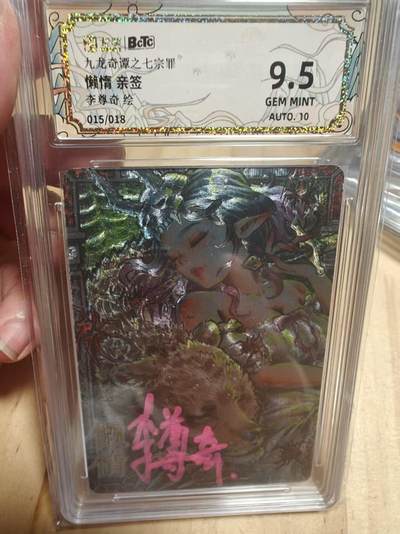 BCTC
九龙奇谭之七宗罪
懒惰 亲签
李尊奇 绘
015/018
9.5
GEM MINT
AUTO. 10
李尊奇